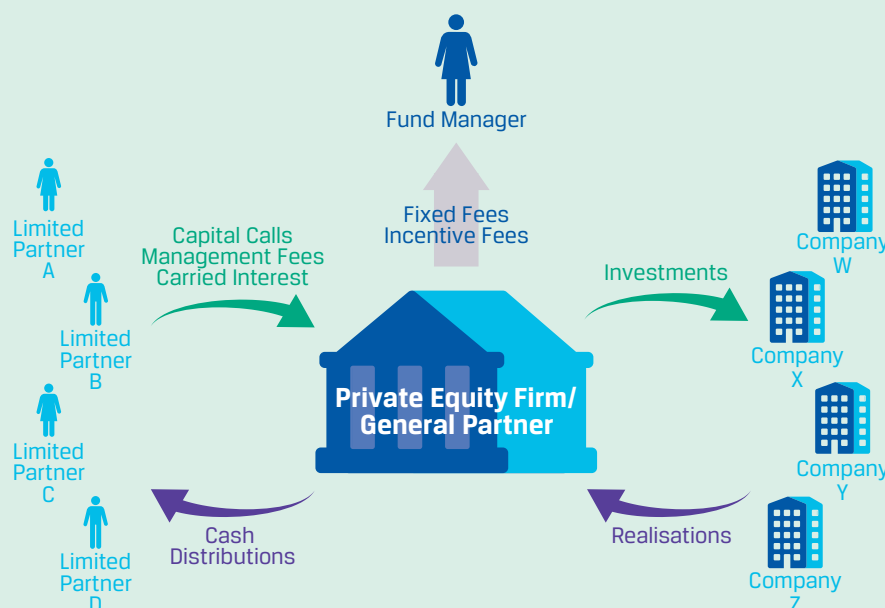 Fund Manager
Fixed Fees
Incentive Fees
Limited
Partner
A
Capital Calls
Management Fees
Carried Interest
Limited
Partner
B
Limited
Partner
C
Cash
Distributions
Limited
Partner
D
Private Equity Firm/
General Partner
Investments
Realisations
Company
W
Company
X
Company
Y
Company
Z